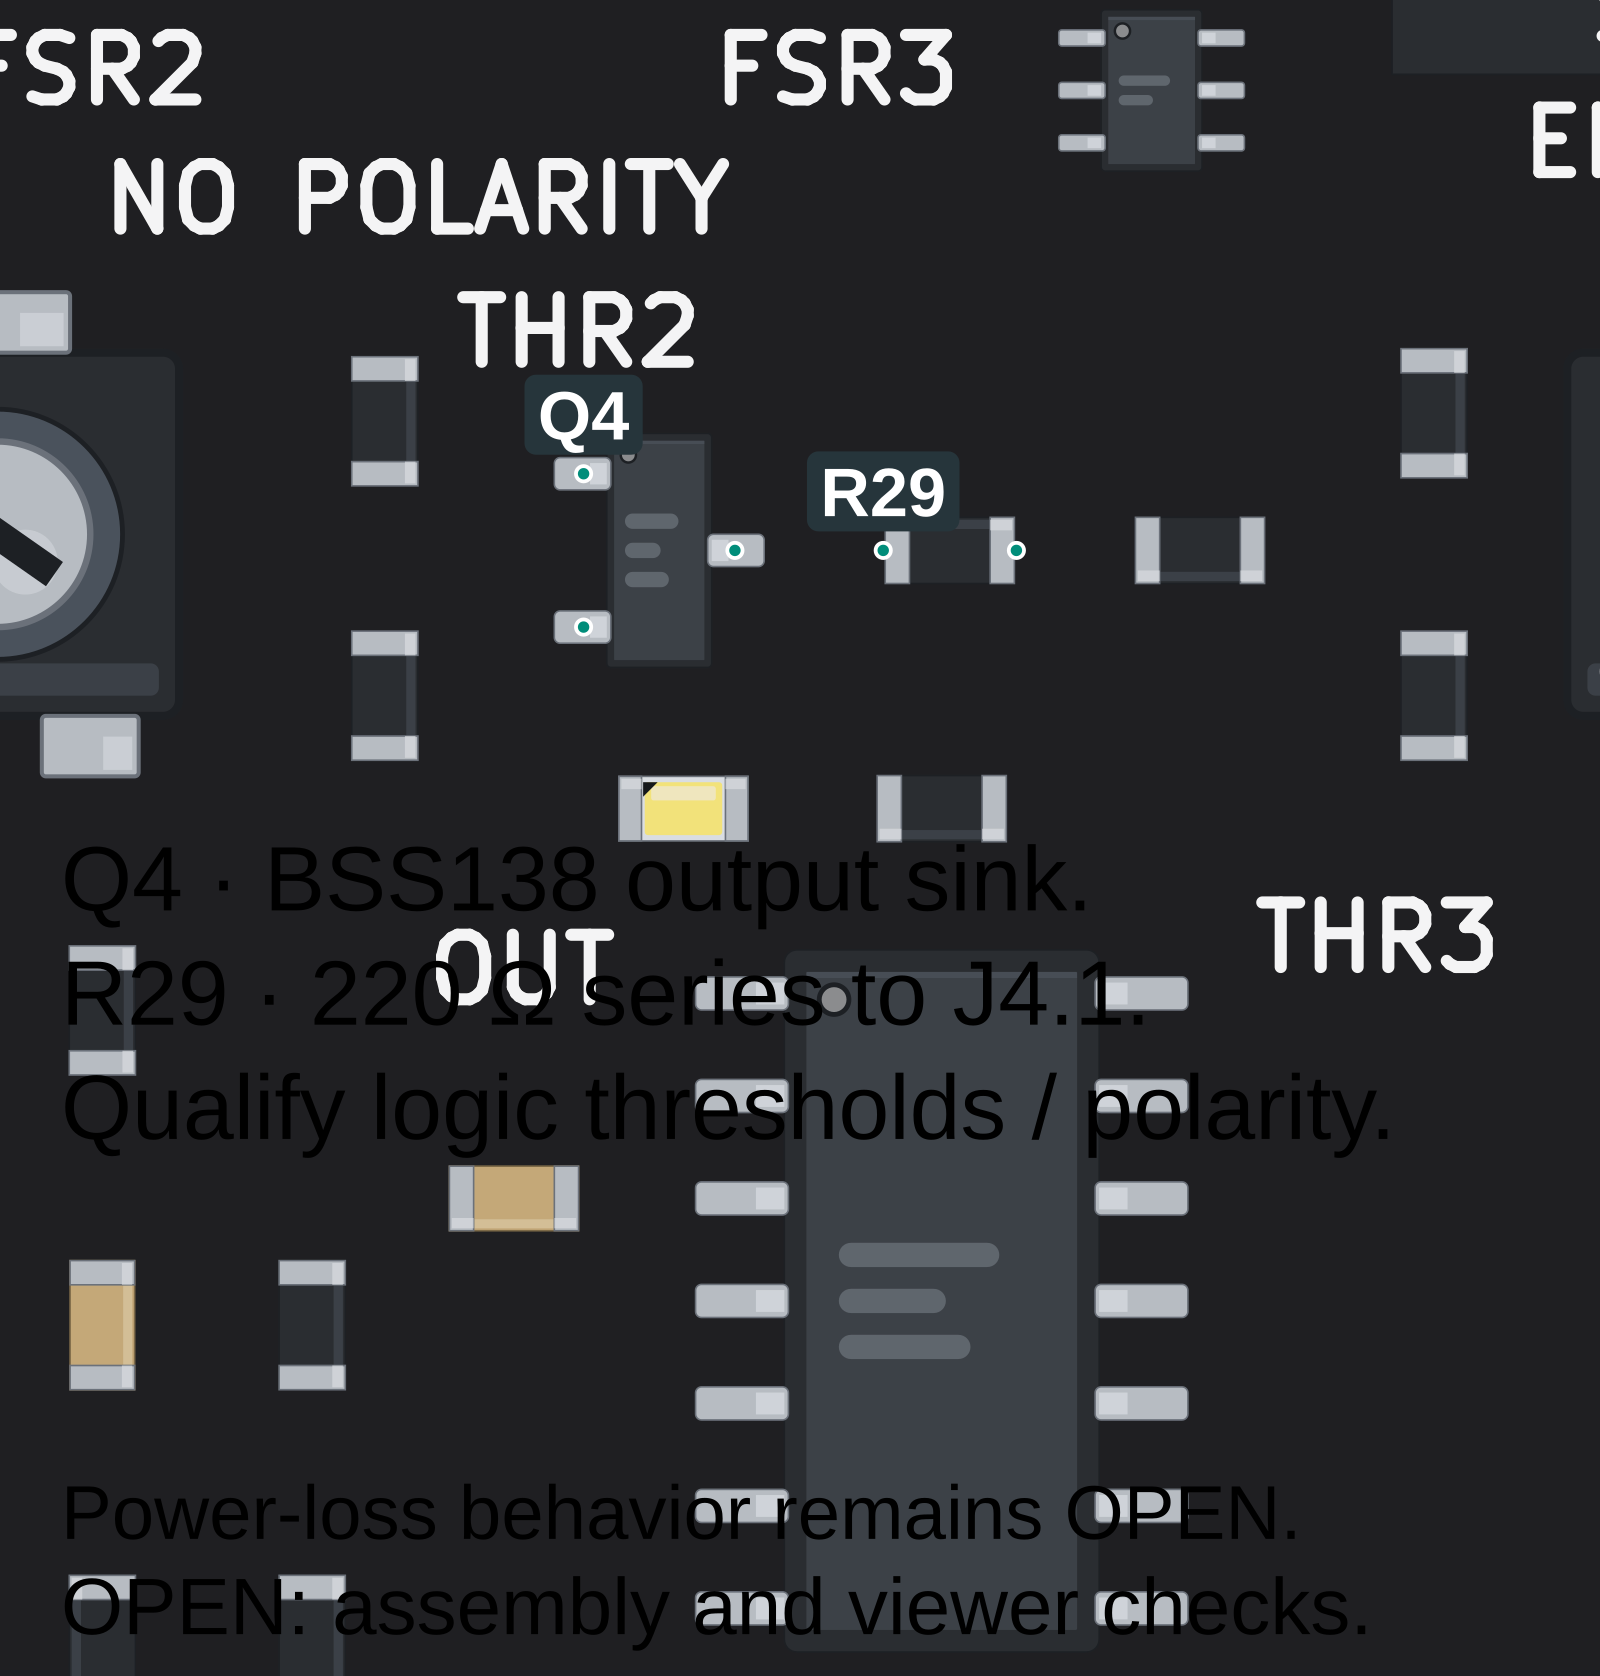 FSR2
FSR3
NO POLARITY
THR2
Q4
R29
Q4 · BSS138 output sink.
THR3
OUT
R29 · 220 Ω series to J4.1.
Qualify logic thresholds / polarity.
Power-loss behavior remains OPEN.
OPEN: assembly and viewer checks.